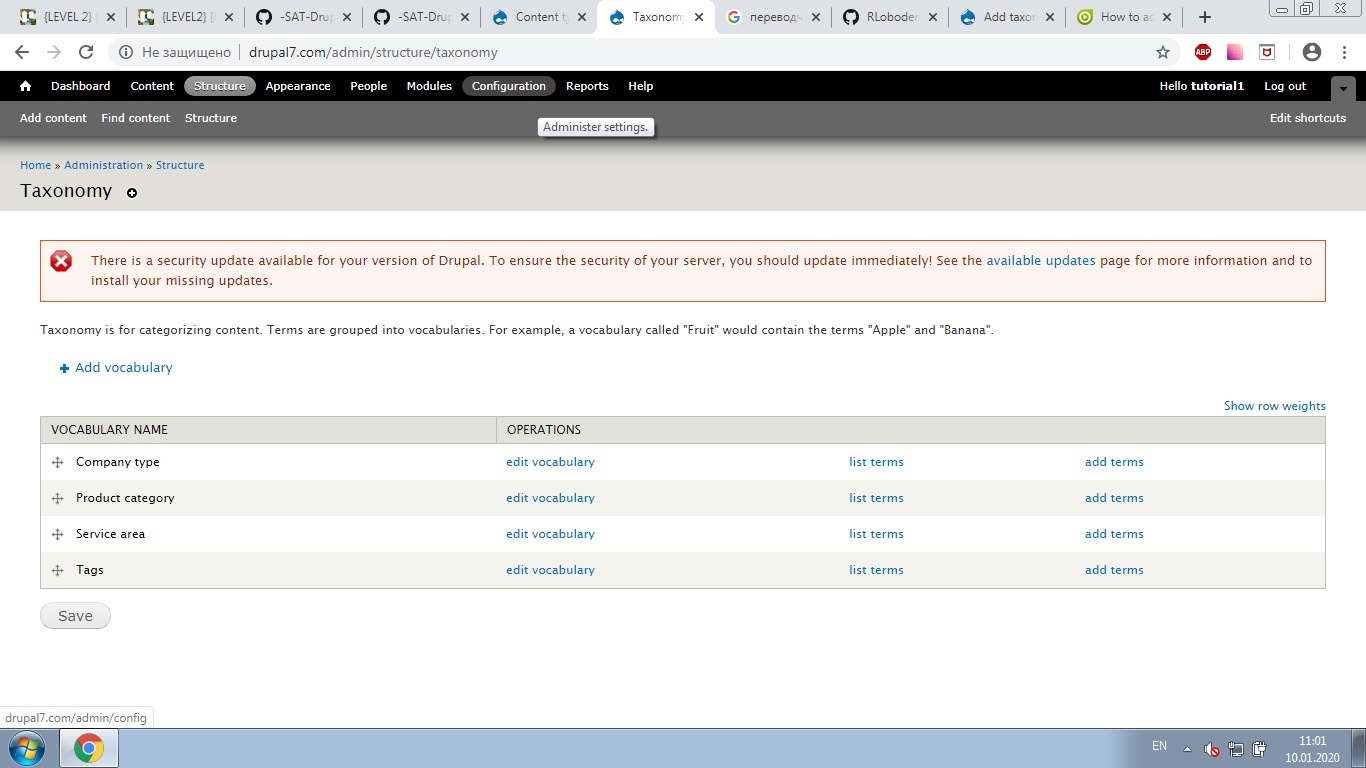 {LEVEL 2}
{LEVEL2} [
-SAT-Drup
-SAT-Drup
Content ty
Taxonomy
переводч
RLoboden
Add taxon
How to ad
Не защищено
drupal7.com/admin/structure/taxonomy
ABP
Dashboard Content Structure Appearance People Modules Configuration Reports Help
Hello tutorial1 Log out
Add content Find content Structure
Edit shortcuts
Administer settings.
Home » Administration » Structure
Taxonomy
There is a security update available for your version of Drupal. To ensure the security of your server, you should update immediately! See the available updates page for more information and to
install your missing updates.
Taxonomy is for categorizing content. Terms are grouped into vocabularies. For example, a vocabulary called "Fruit" would contain the terms "Apple" and "Banana".
Add vocabulary
Show row weights
VOCABULARY NAME OPERATIONS
Company type edit vocabulary list terms add terms
Product category edit vocabulary list terms add terms
Service area edit vocabulary list terms add terms
Tags edit vocabulary list terms add terms
Save
drupal7.com/admin/config
EN
11:01
10.01.2020